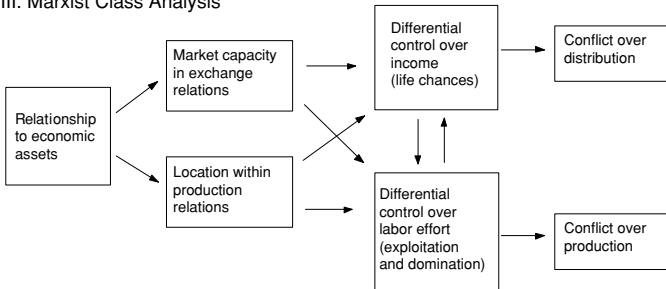 III. Marxist Class Analysis
Market capacity
in exchange
relations
Differential
control over
income
(life chances)
Conflict over
distribution
Relationship
to economic
assets
Location within
production
relations
Differential
control over
labor effort
(exploitation
and domination)
Conflict over
production